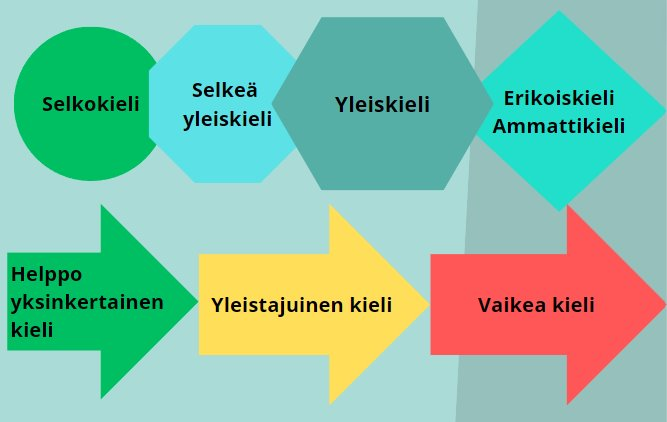 Selkokieli
Selkeä
yleiskieli
Yleiskieli
Erikoiskieli
Ammattikieli
Helppo
yksinkertainen
kieli
Yleistajuinen kieli
Vaikea kieli